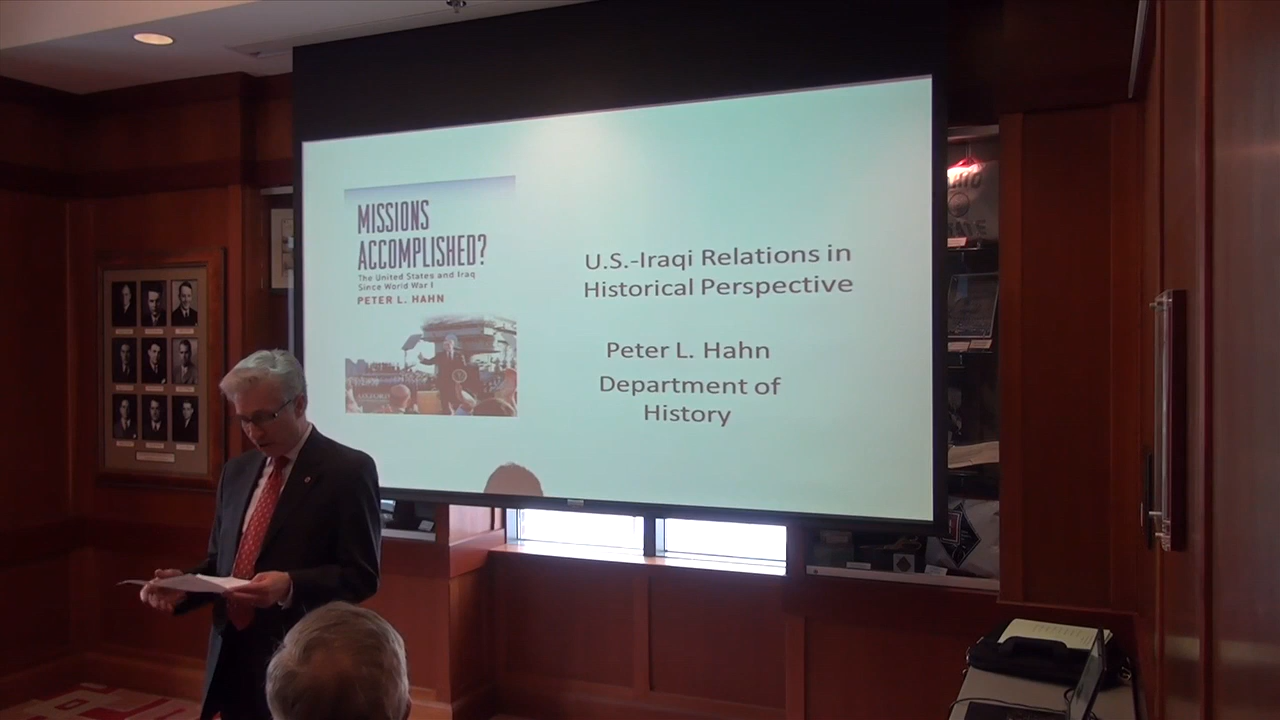 MISSIONS
ACCOMPLISHED?
The United States and Iraq
Since World War I
PETER L. HAHN
OXFORD
U.S.-Iraqi Relations in
Historical Perspective
Peter L. Hahn
Department of
History